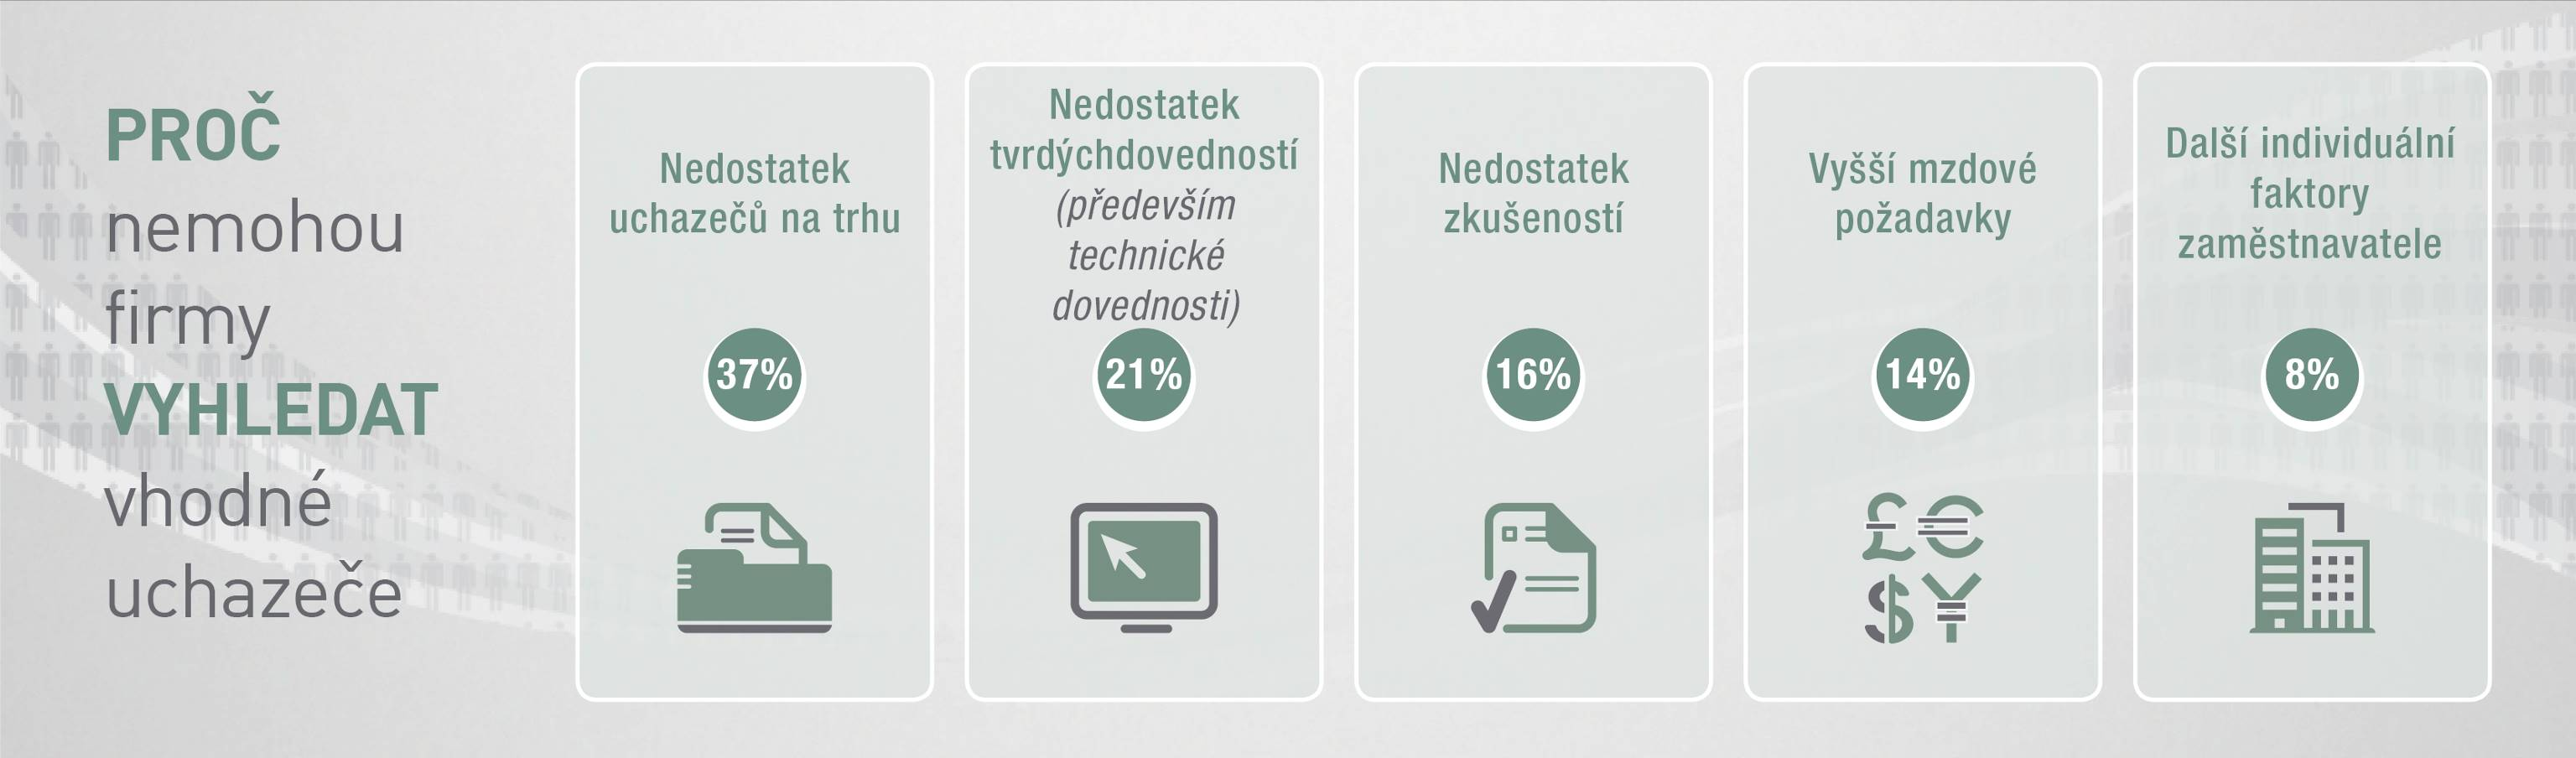 PROČ
nemohou
firmy
VYHLEDAT
vhodné
uchazeče
Nedostatek
uchazečů na trhu
37%
Nedostatek
tvrdýchdovedností
(především
technické
dovednosti)
21%
Nedostatek
zkušeností
16%
Vyšší mzdové
požadavky
14%
£€
$¥
Další individuální
faktory
zaměstnavatele
8%